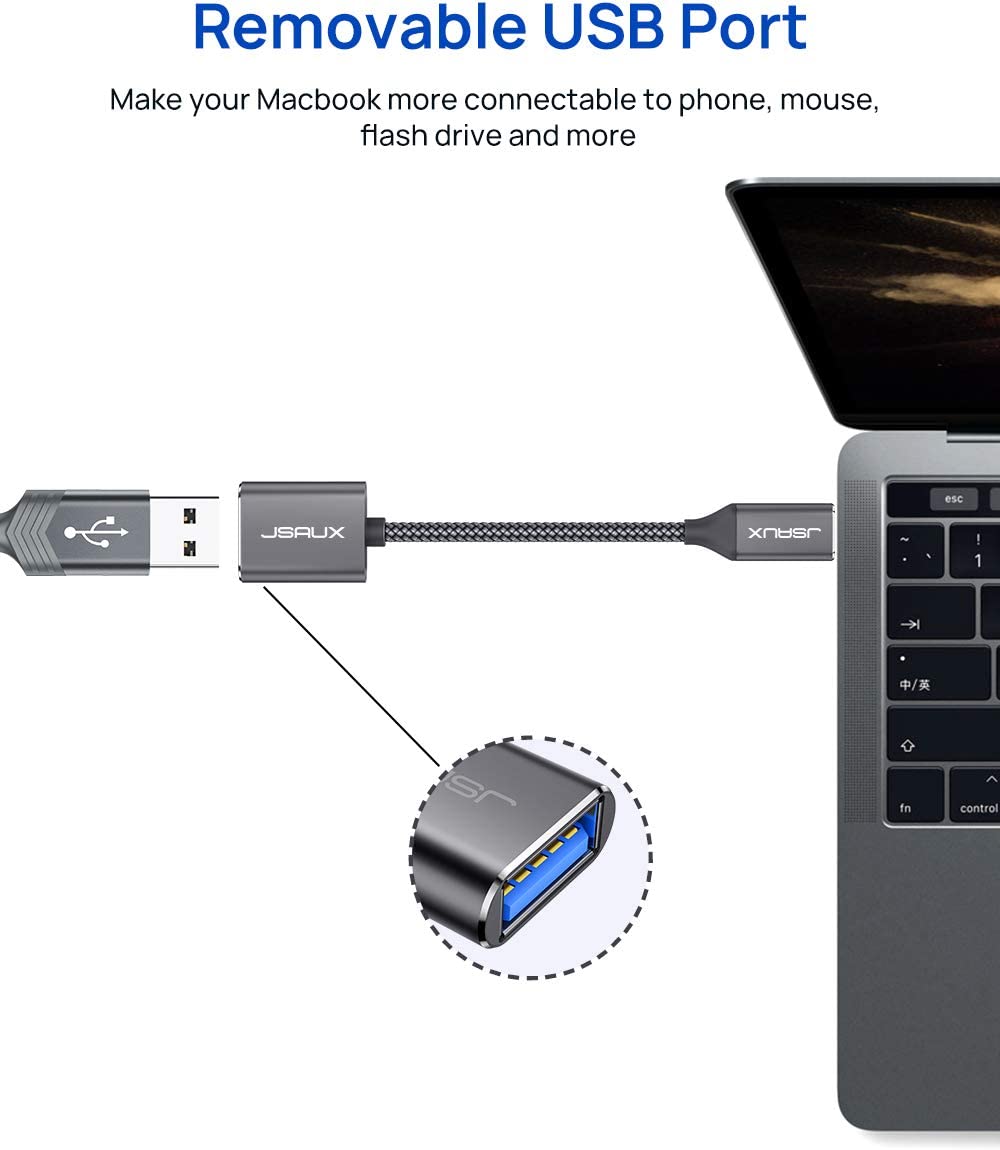 Removable USB Port
Make your Macbook more connectable to phone, mouse,
flash drive and more
esc
~
`
!
1
中/英
fn
control
JSAUX
JSAUX
JS